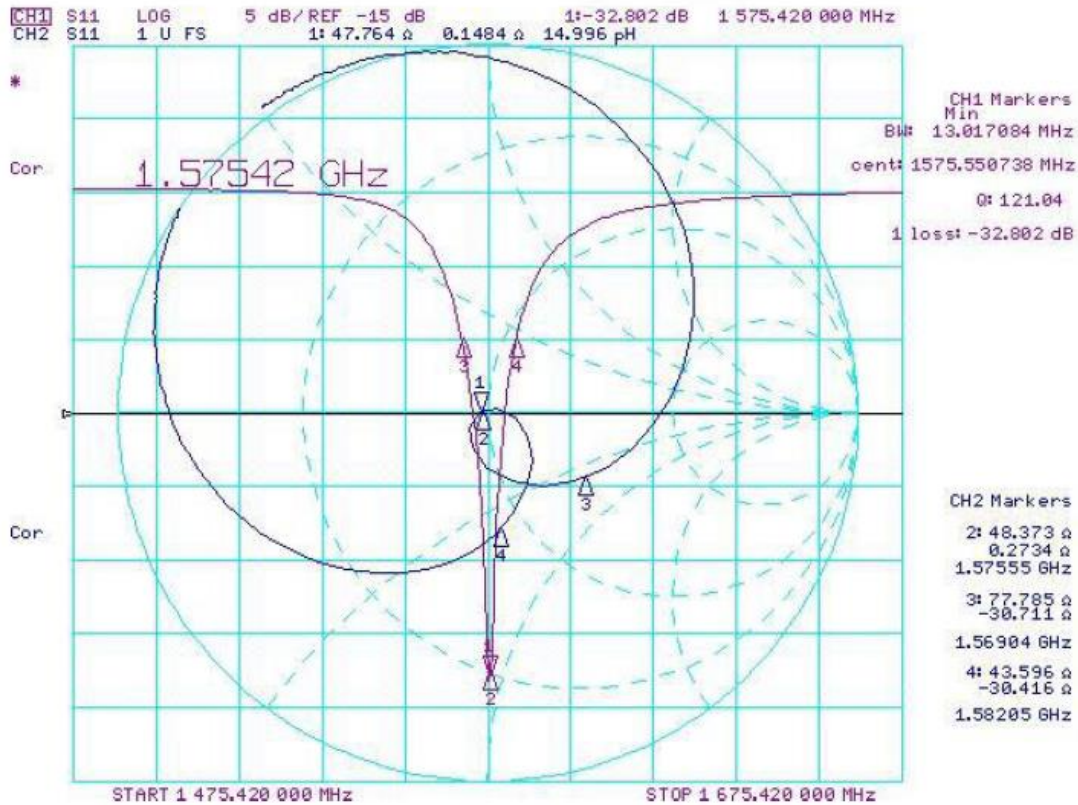 CH1 S11 LOG 5 dB/ REF -15 dB 1:-32.802 dB 1 575.420 000 MHz
CH2 S11 1 U FS 1: 47.764 Ω 0.1484 Ω 14.996 pH
*
CH1 Markers
Min
BW: 13.017084 MHz
Cor
1.57542 GHz
cent: 1575.550738 MHz
Q: 121.04
1 loss: -32.802 dB
3
4
1
2
3
CH2 Markers
Cor
4
2: 48.373 Ω
0.2734 Ω
1.57555 GHz
3: 77.785 Ω
-30.711 Ω
1.56904 GHz
1
2
4: 43.596 Ω
-30.416 Ω
1.58205 GHz
START 1 475.420 000 MHz STOP 1 675.420 000 MHz